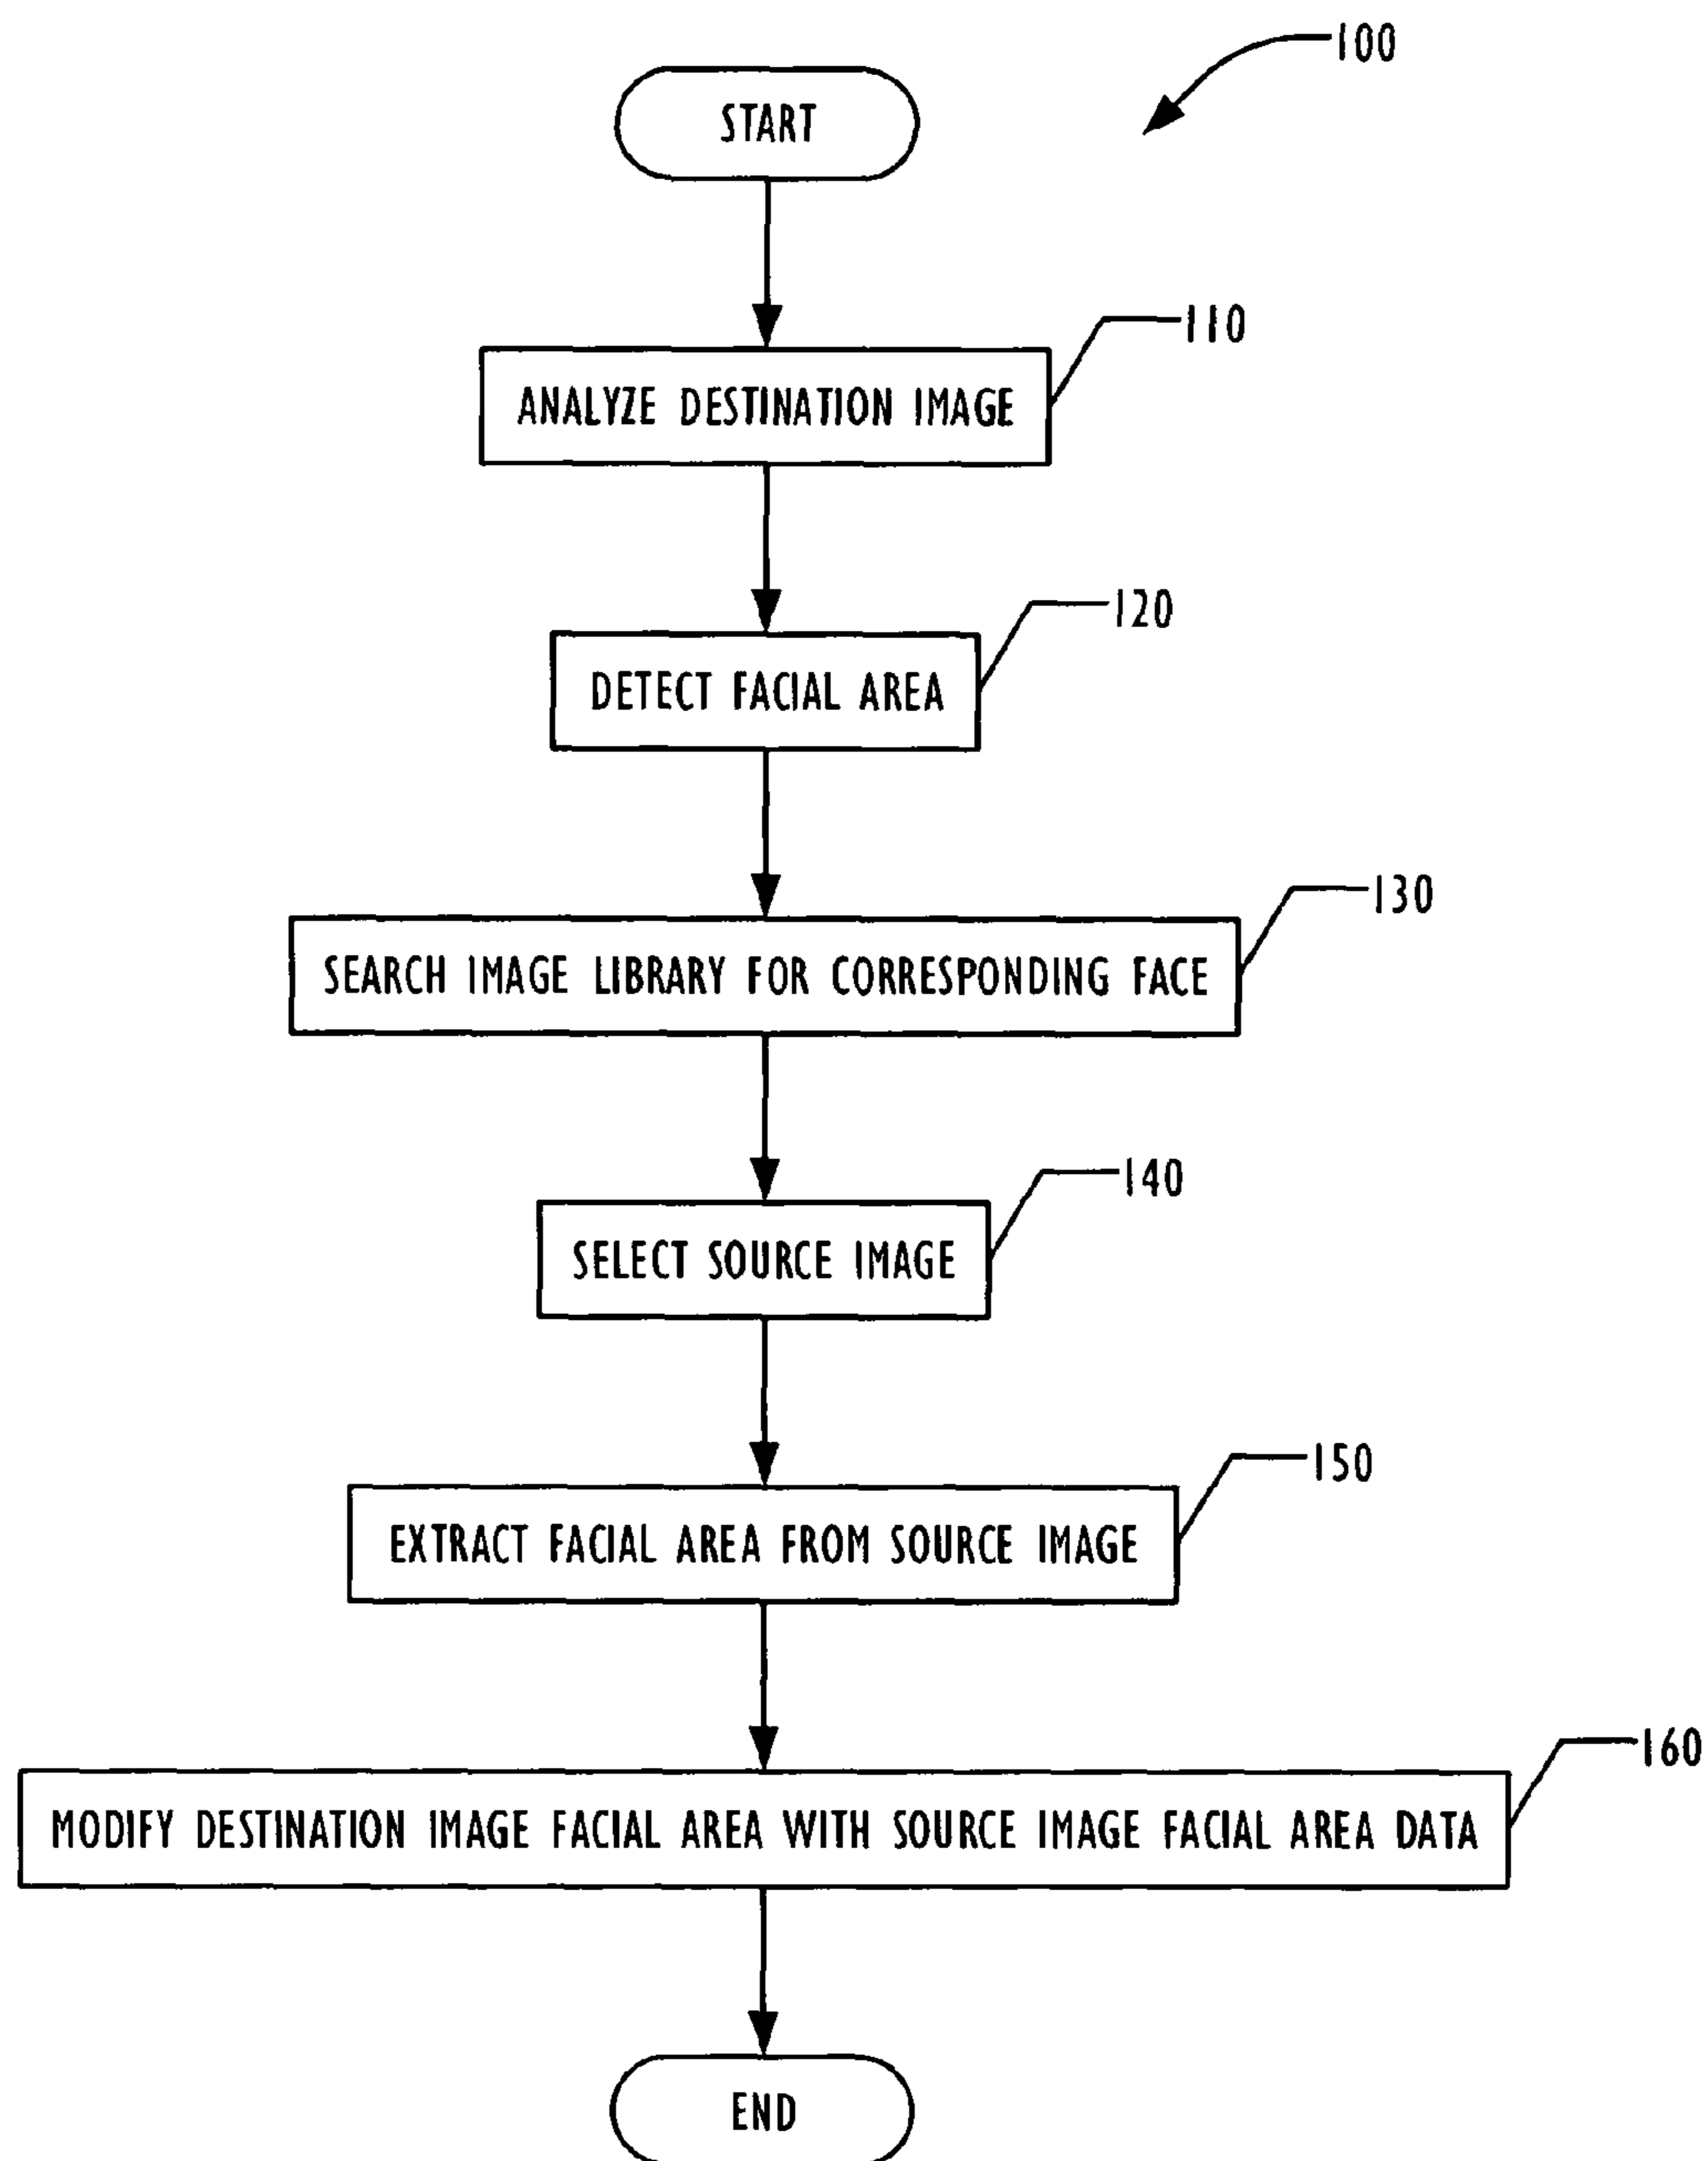 100
START
110
ANALYZE DESTINATION IMAGE
120
DETECT FACIAL AREA
130
SEARCH IMAGE LIBRARY FOR CORRESPONDING FACE
140
SELECT SOURCE IMAGE
150
EXTRACT FACIAL AREA FROM SOURCE IMAGE
160
MODIFY DESTINATION IMAGE FACIAL AREA WITH SOURCE IMAGE FACIAL AREA DATA
END